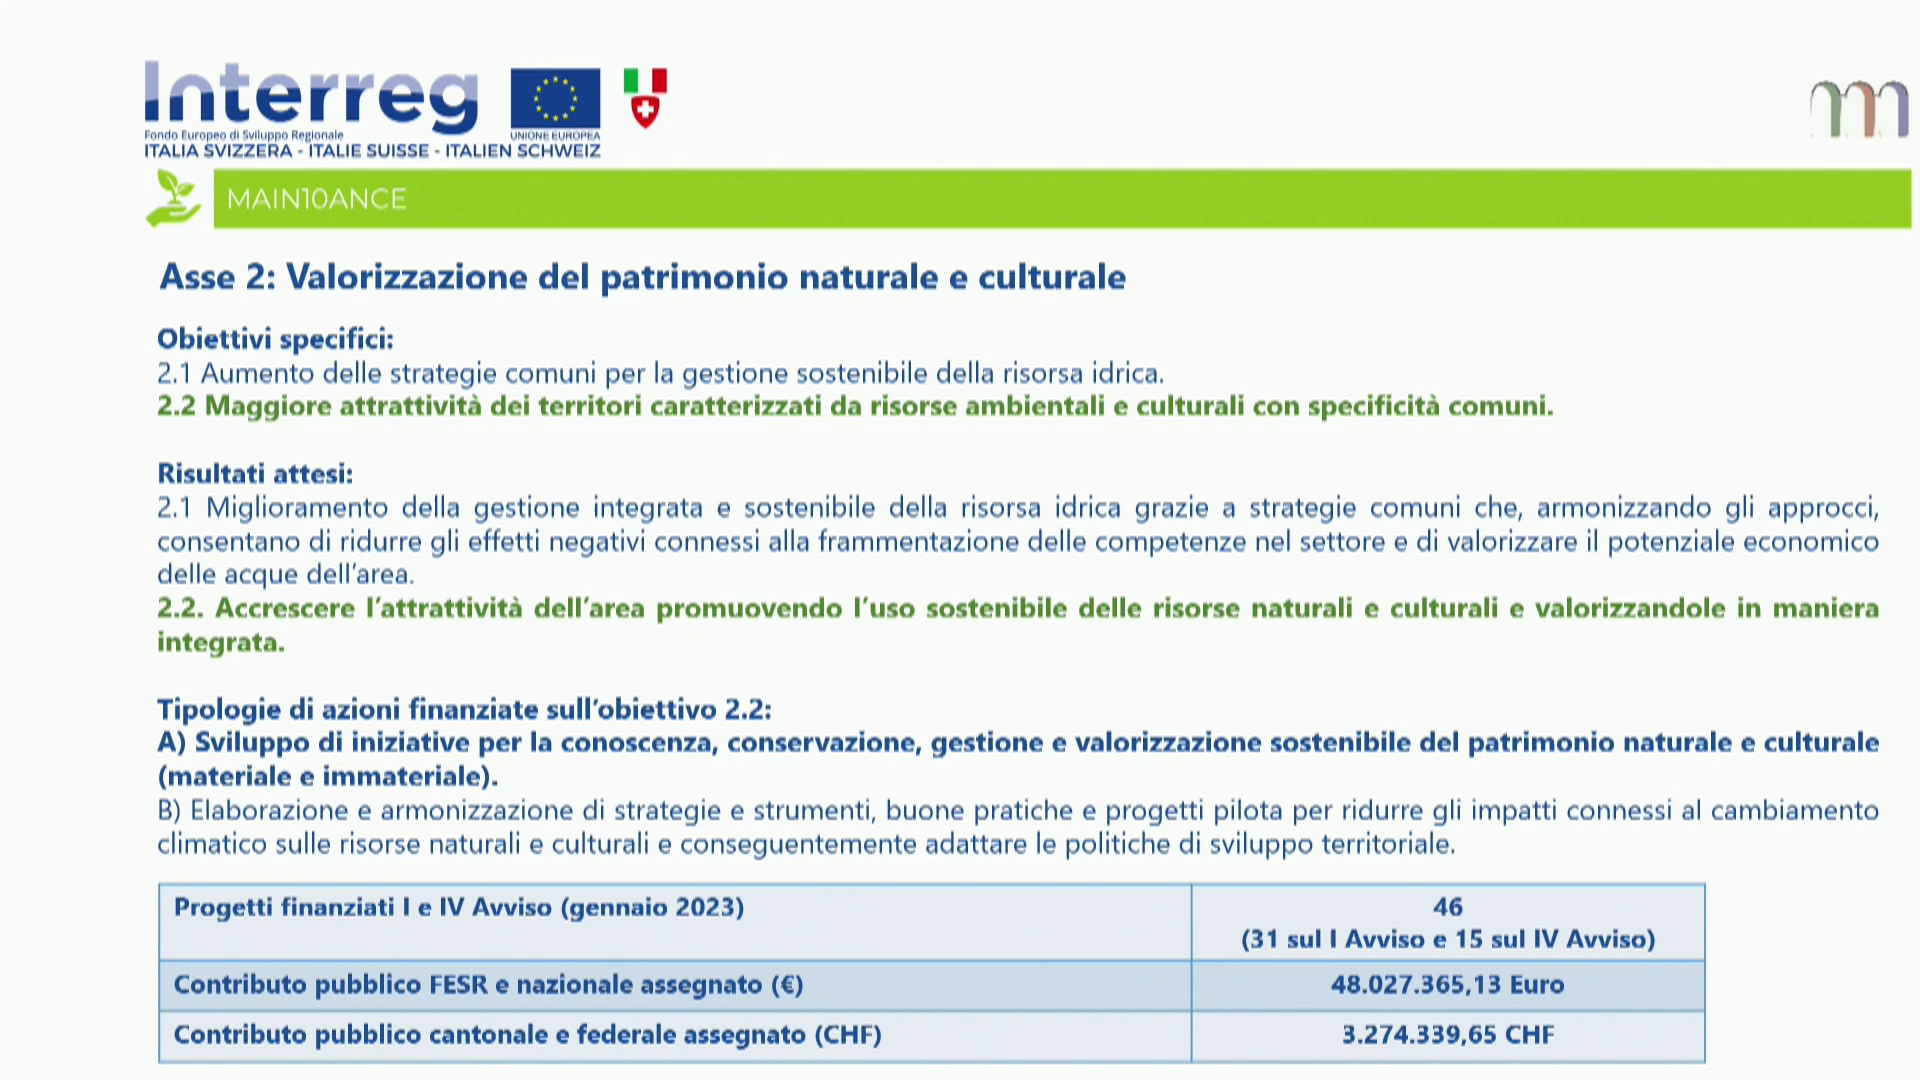 Interreg
Fondo Europeo di Sviluppo Regionale
UNIONE EUROPEA
ITALIA SVIZZERA - ITALIE SUISSE - ITALIEN SCHWEIZ
MAIN10ANCE
Asse 2: Valorizzazione del patrimonio naturale e culturale
Obiettivi specifici:
2.1 Aumento delle strategie comuni per la gestione sostenibile della risorsa idrica.
2.2 Maggiore attrattività dei territori caratterizzati da risorse ambientali e culturali con specificità comuni.
Risultati attesi:
2.1 Miglioramento della gestione integrata e sostenibile della risorsa idrica grazie a strategie comuni che, armonizzando gli approcci,
consentano di ridurre gli effetti negativi connessi alla frammentazione delle competenze nel settore e di valorizzare il potenziale economico
delle acque dell’area.
2.2. Accrescere l’attrattività dell’area promuovendo l’uso sostenibile delle risorse naturali e culturali e valorizzandole in maniera
integrata.
Tipologie di azioni finanziate sull’obiettivo 2.2:
A) Sviluppo di iniziative per la conoscenza, conservazione, gestione e valorizzazione sostenibile del patrimonio naturale e culturale
(materiale e immateriale).
B) Elaborazione e armonizzazione di strategie e strumenti, buone pratiche e progetti pilota per ridurre gli impatti connessi al cambiamento
climatico sulle risorse naturali e culturali e conseguentemente adattare le politiche di sviluppo territoriale.
Progetti finanziati I e IV Avviso (gennaio 2023)
46
(31 sul I Avviso e 15 sul IV Avviso)
Contributo pubblico FESR e nazionale assegnato (€)
48.027.365,13 Euro
Contributo pubblico cantonale e federale assegnato (CHF)
3.274.339,65 CHF